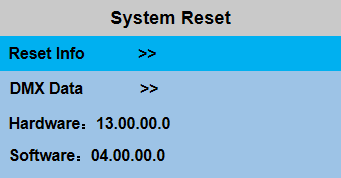 System Reset
Reset Info >>
DMX Data >>
Hardware：13.00.00.0
Software：04.00.00.0